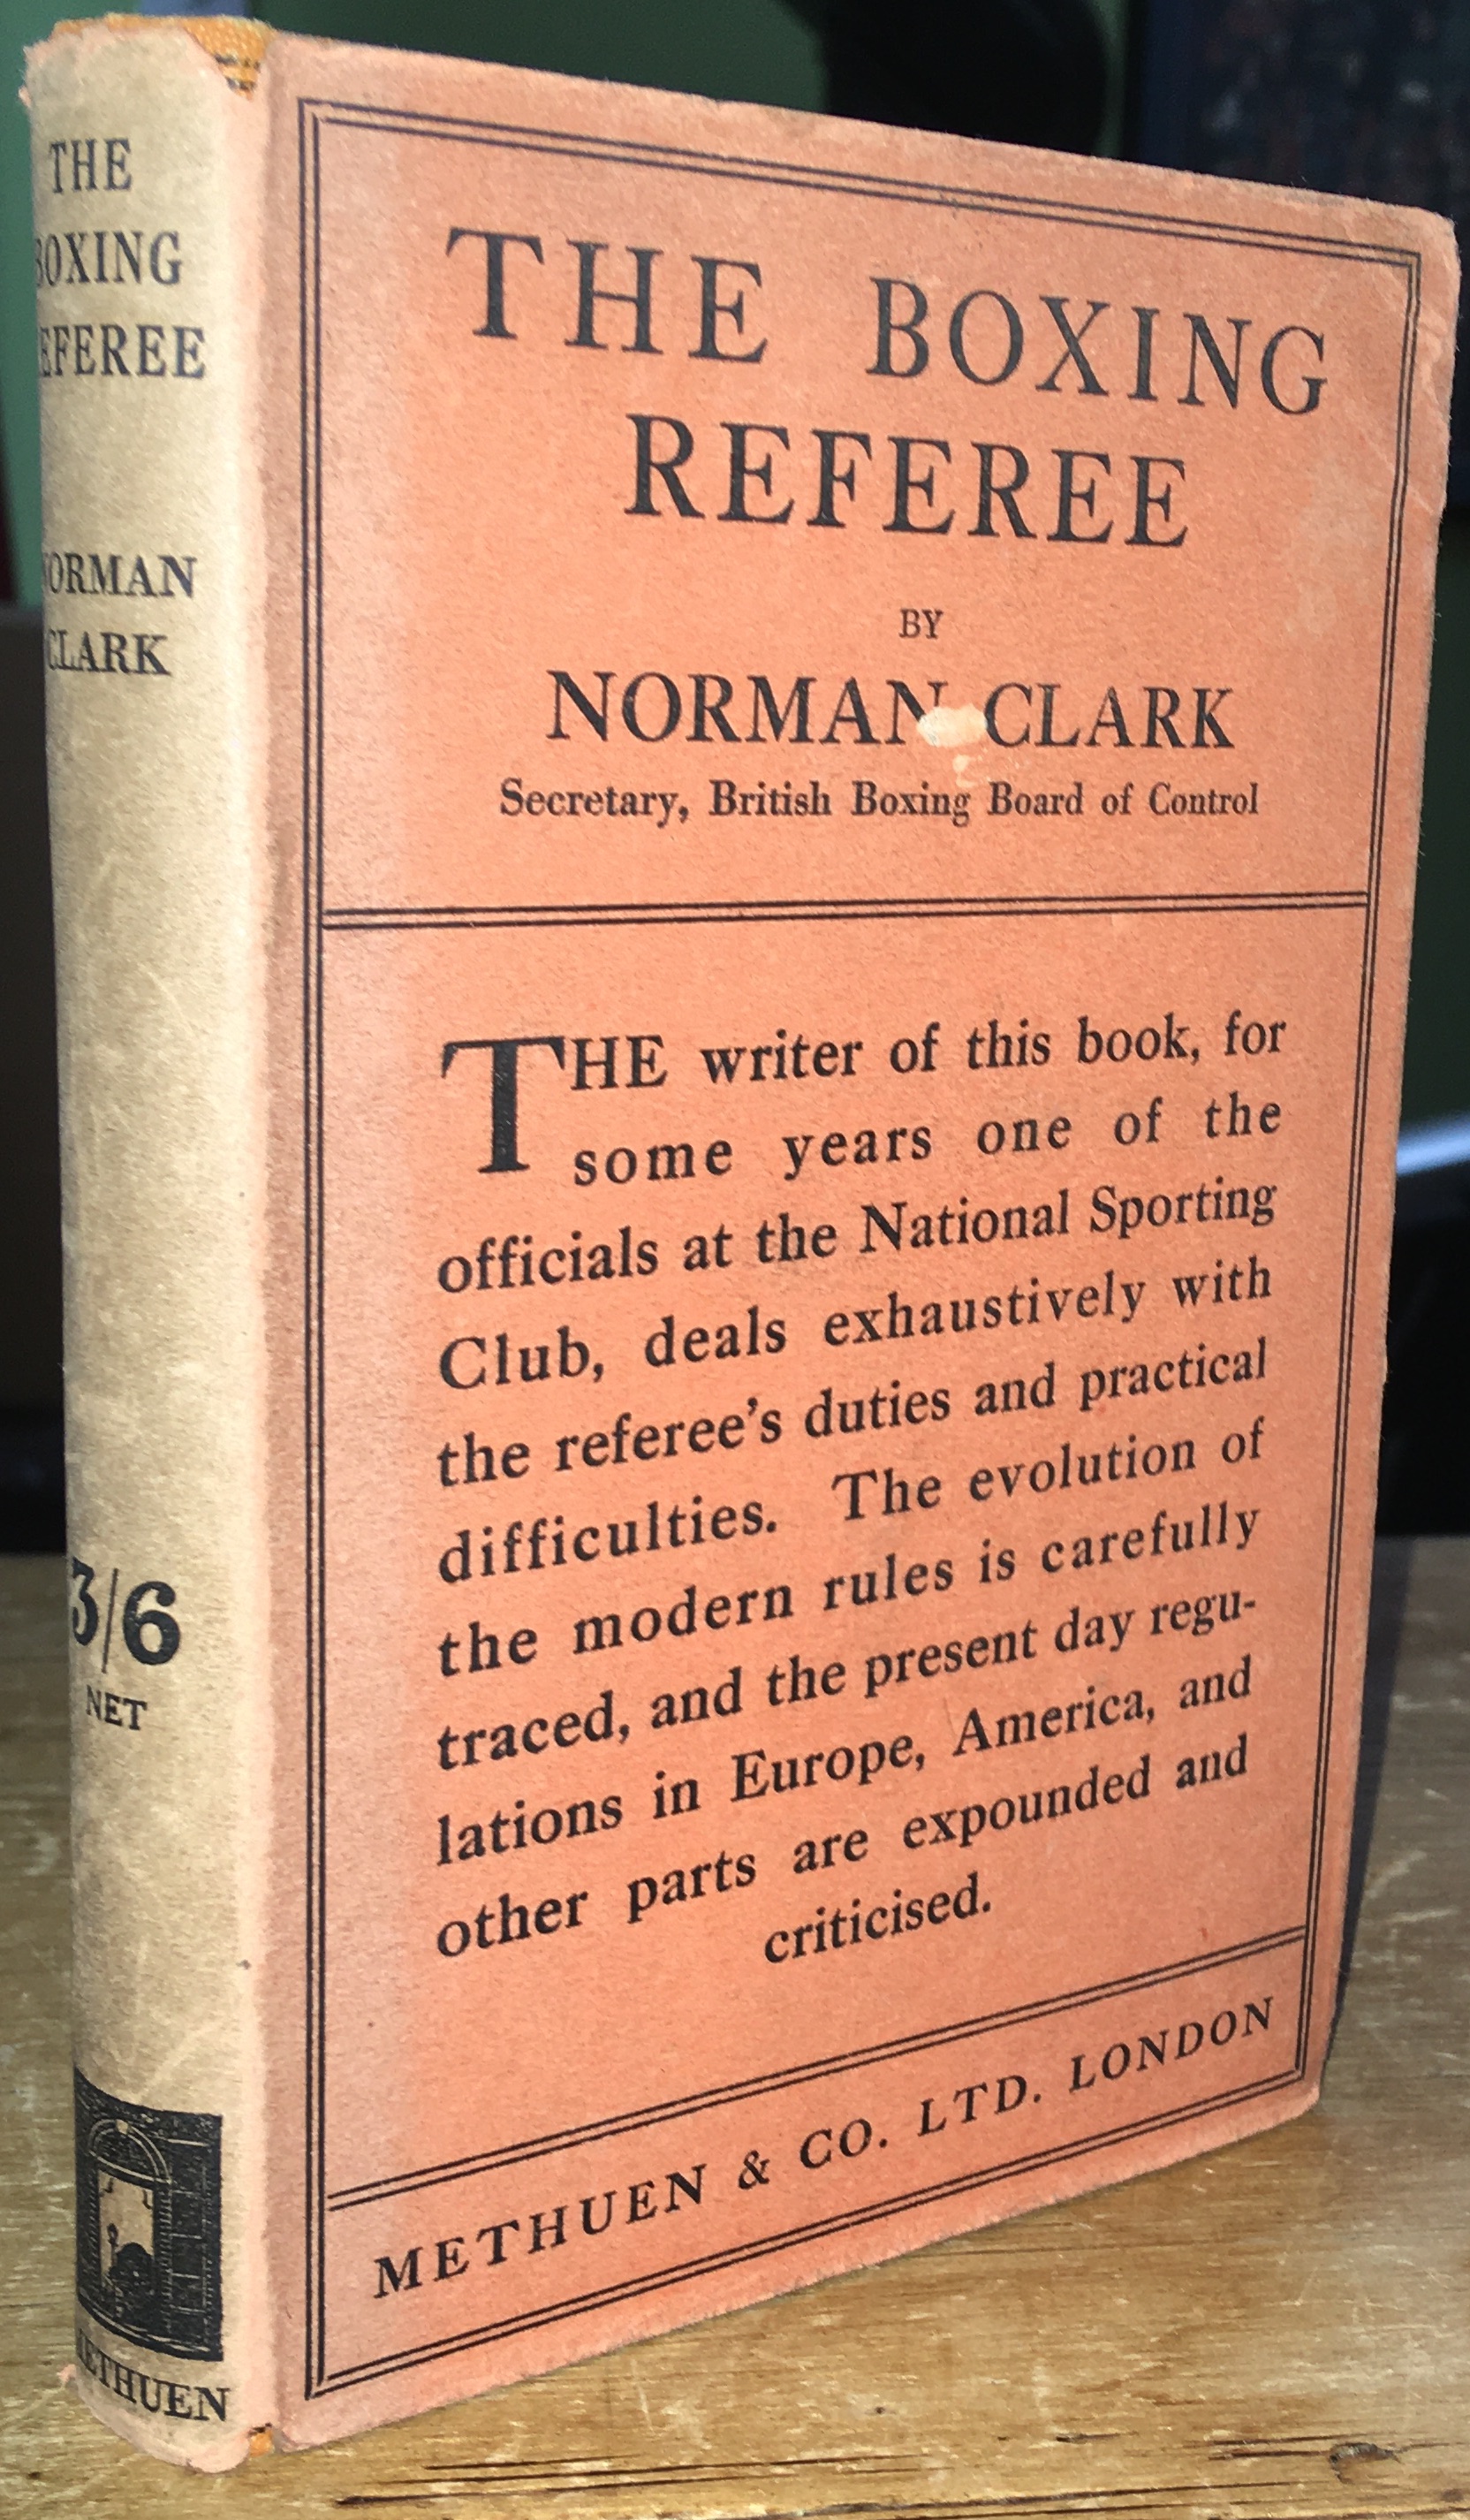 THE
BOXING
REFEREE
NORMAN
CLARK
3/6
NET
METHUEN
THE BOXING
REFEREE
BY
NORMAN CLARK
Secretary, British Boxing Board of Control
THE writer of this book, for
some years one of the
officials at the National Sporting
Club, deals exhaustively with
the referee's duties and practical
difficulties. The evolution of
the modern rules is carefully
traced, and the present day regu-
lations in Europe, America, and
other parts are expounded and
criticised.
METHUEN & CO. LTD. LONDON